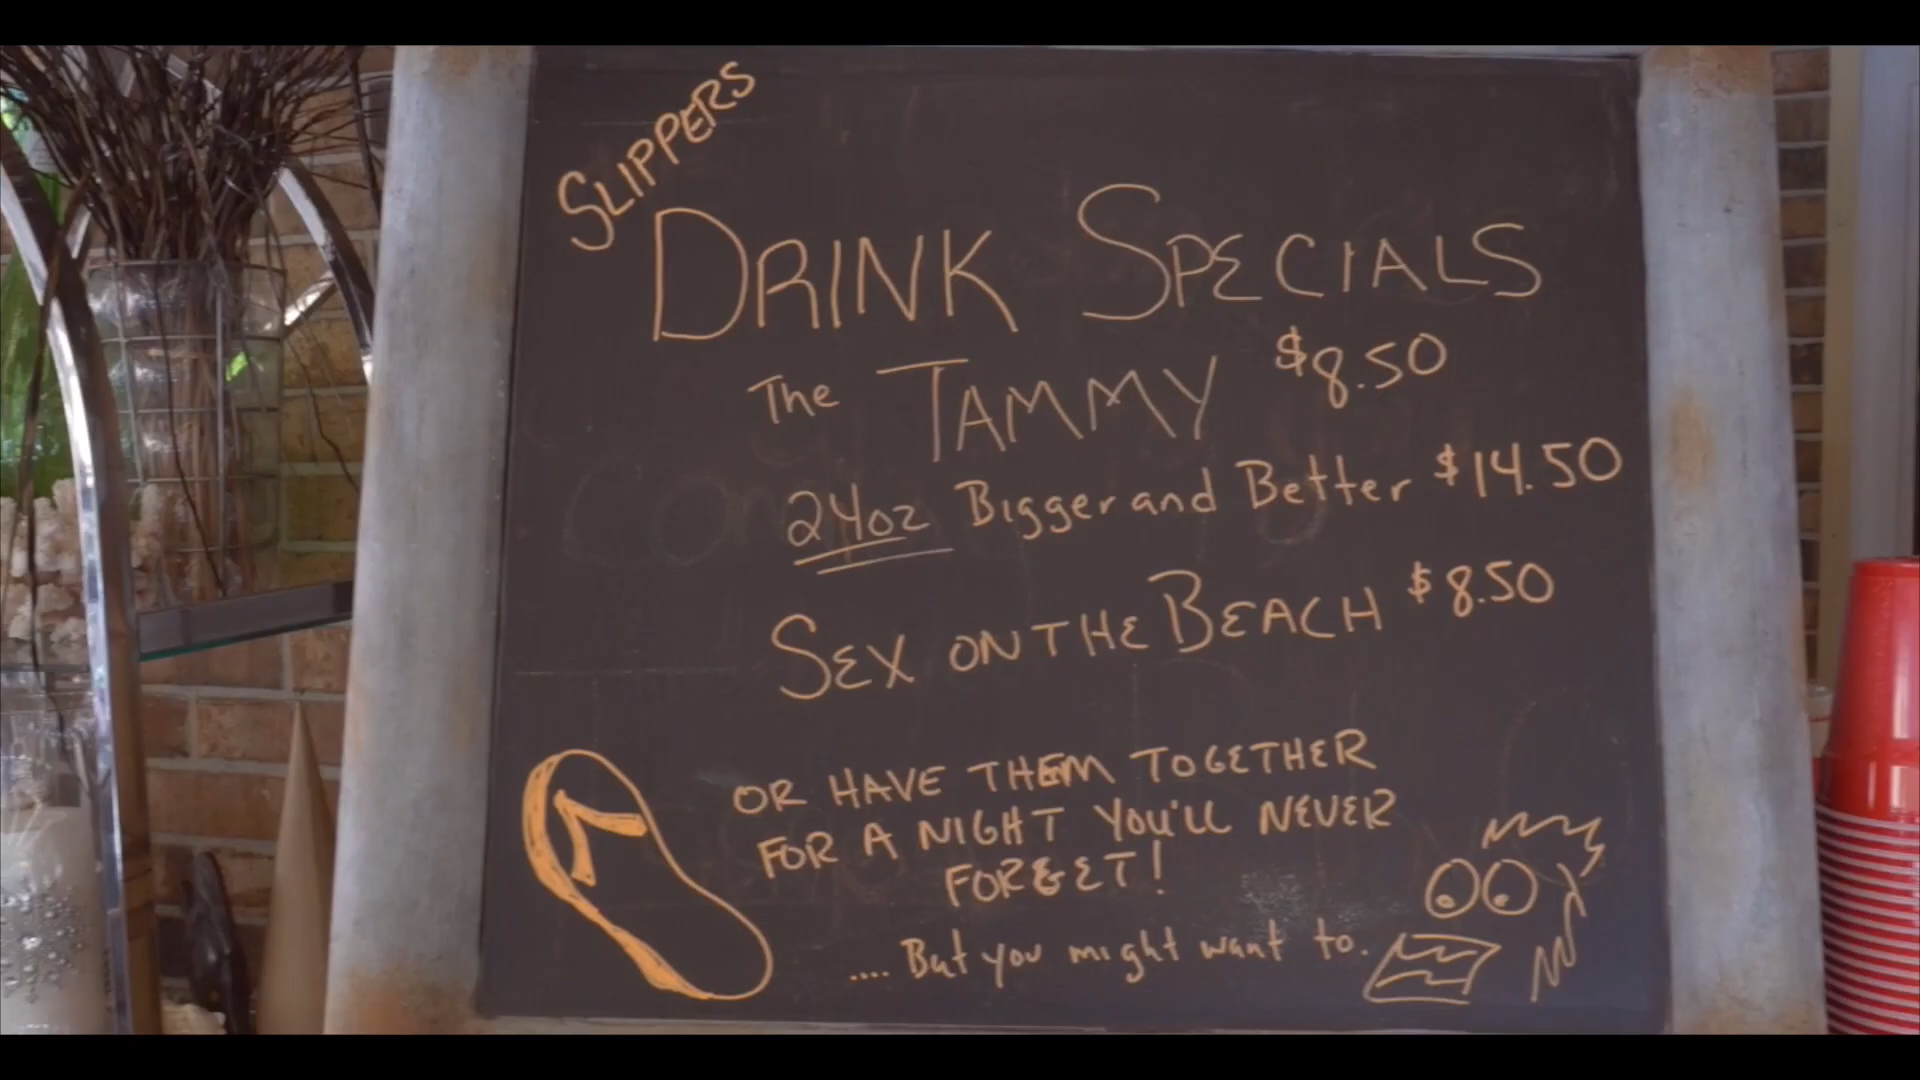 SLIPPERS
DRINK SPECIALS
The TAMMY $8.50
24oz Bigger and Better $14.50
SEX ON THE BEACH $8.50
OR HAVE THEM TOGETHER
FOR A NIGHT YOU'LL NEVER
FORGET!
.... But you might want to.